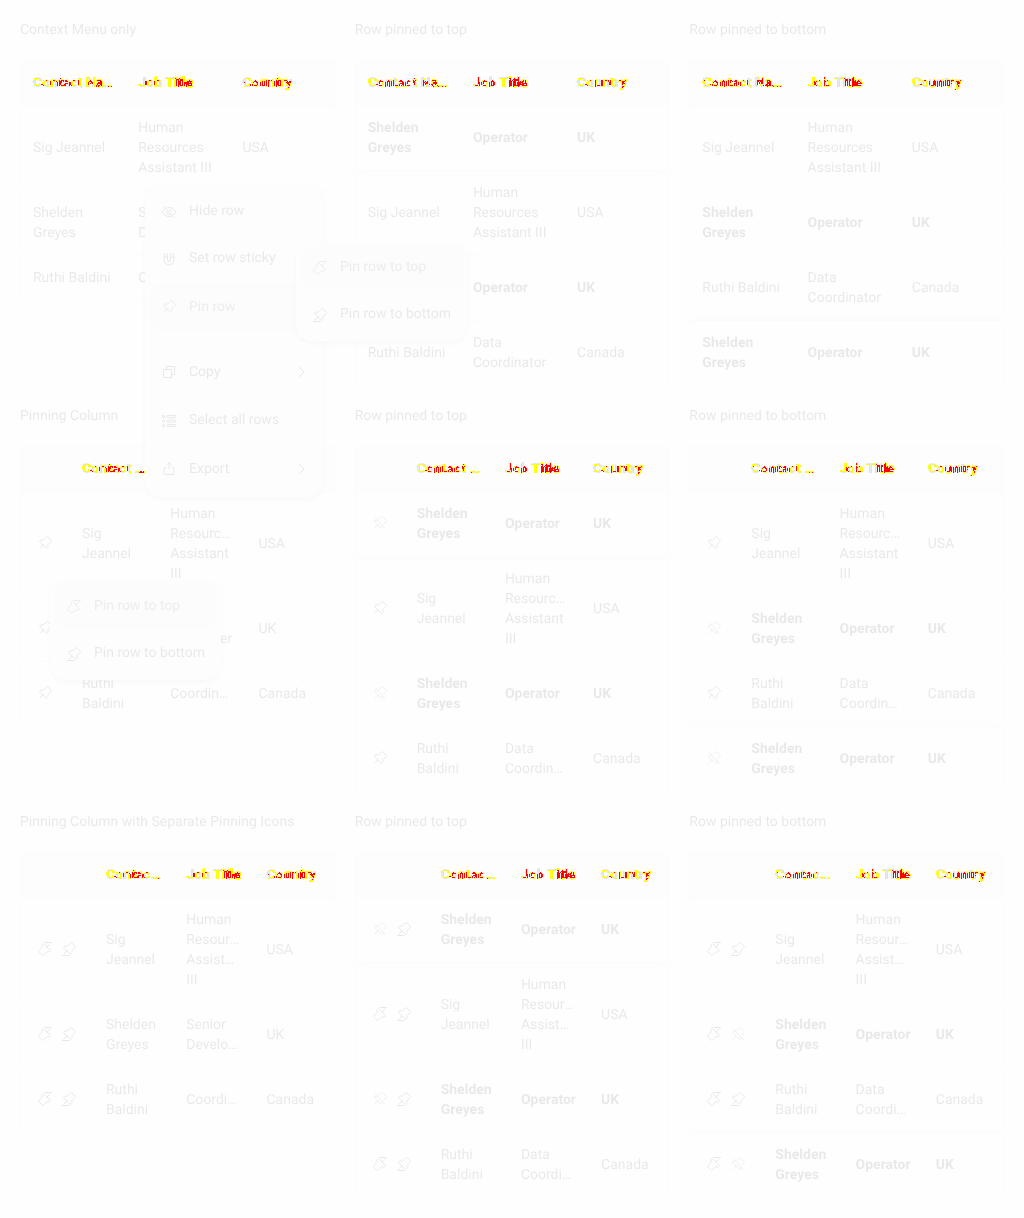 Context Menu only
Row pinned to top
Row pinned to bottom
Contact Na... Job Title Country
Contact Na... Job Title Country
Contact Na... Job Title Country
Sig Jeannel
Human
Resources
Assistant III
USA
Shelden
Greyes
Ruthi Baldini
Hide row
Set row sticky
Pin row
Copy
Select all rows
Export
Pin row to top
Pin row to bottom
Shelden
Greyes
Operator
UK
Sig Jeannel
Human
Resources
Assistant III
USA
Operator
UK
Ruthi Baldini
Data
Coordinator
Canada
Sig Jeannel
Human
Resources
Assistant III
USA
Shelden
Greyes
Operator
UK
Ruthi Baldini
Data
Coordinator
Canada
Shelden
Greyes
Operator
UK
Pinning Column
Row pinned to top
Row pinned to bottom
Contact ...
Contact ... Job Title Country
Contact ... Job Title Country
Sig
Jeannel
Human
Resourc...
Assistant
III
USA
Pin row to top
Pin row to bottom
er
UK
Ruthi
Baldini
Coordin...
Canada
Shelden
Greyes
Operator
UK
Sig
Jeannel
Human
Resourc...
Assistant
III
USA
Shelden
Greyes
Operator
UK
Ruthi
Baldini
Data
Coordin...
Canada
Sig
Jeannel
Human
Resourc...
Assistant
III
USA
Shelden
Greyes
Operator
UK
Ruthi
Baldini
Data
Coordin...
Canada
Shelden
Greyes
Operator
UK
Pinning Column with Separate Pinning Icons
Row pinned to top
Row pinned to bottom
Contac... Job Title Country
Contac... Job Title Country
Contac... Job Title Country
Sig
Jeannel
Human
Resour...
Assist...
III
USA
Shelden
Greyes
Senior
Develo...
UK
Ruthi
Baldini
Coordi...
Canada
Shelden
Greyes
Operator
UK
Sig
Jeannel
Human
Resour...
Assist...
III
USA
Shelden
Greyes
Operator
UK
Ruthi
Baldini
Data
Coordi...
Canada
Sig
Jeannel
Human
Resour...
Assist...
III
USA
Shelden
Greyes
Operator
UK
Ruthi
Baldini
Data
Coordi...
Canada
Shelden
Greyes
Operator
UK